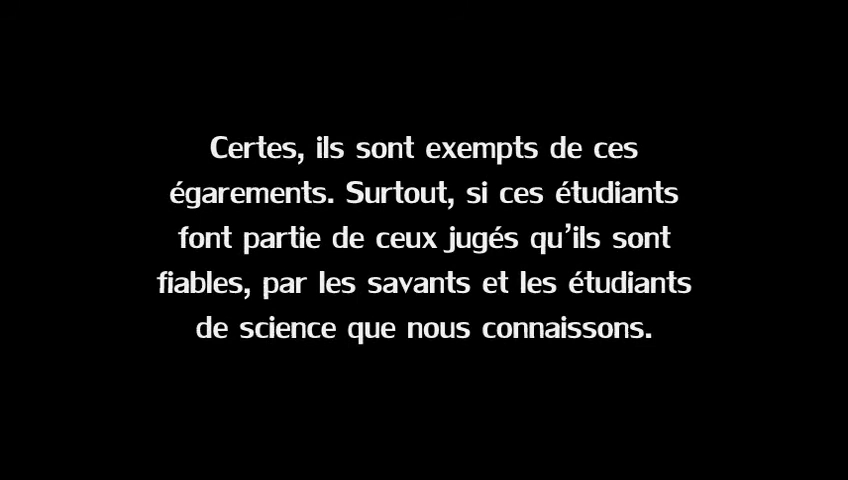 Certes, ils sont exempts de ces
égarements. Surtout, si ces étudiants
font partie de ceux jugés qu’ils sont
fiables, par les savants et les étudiants
de science que nous connaissons.